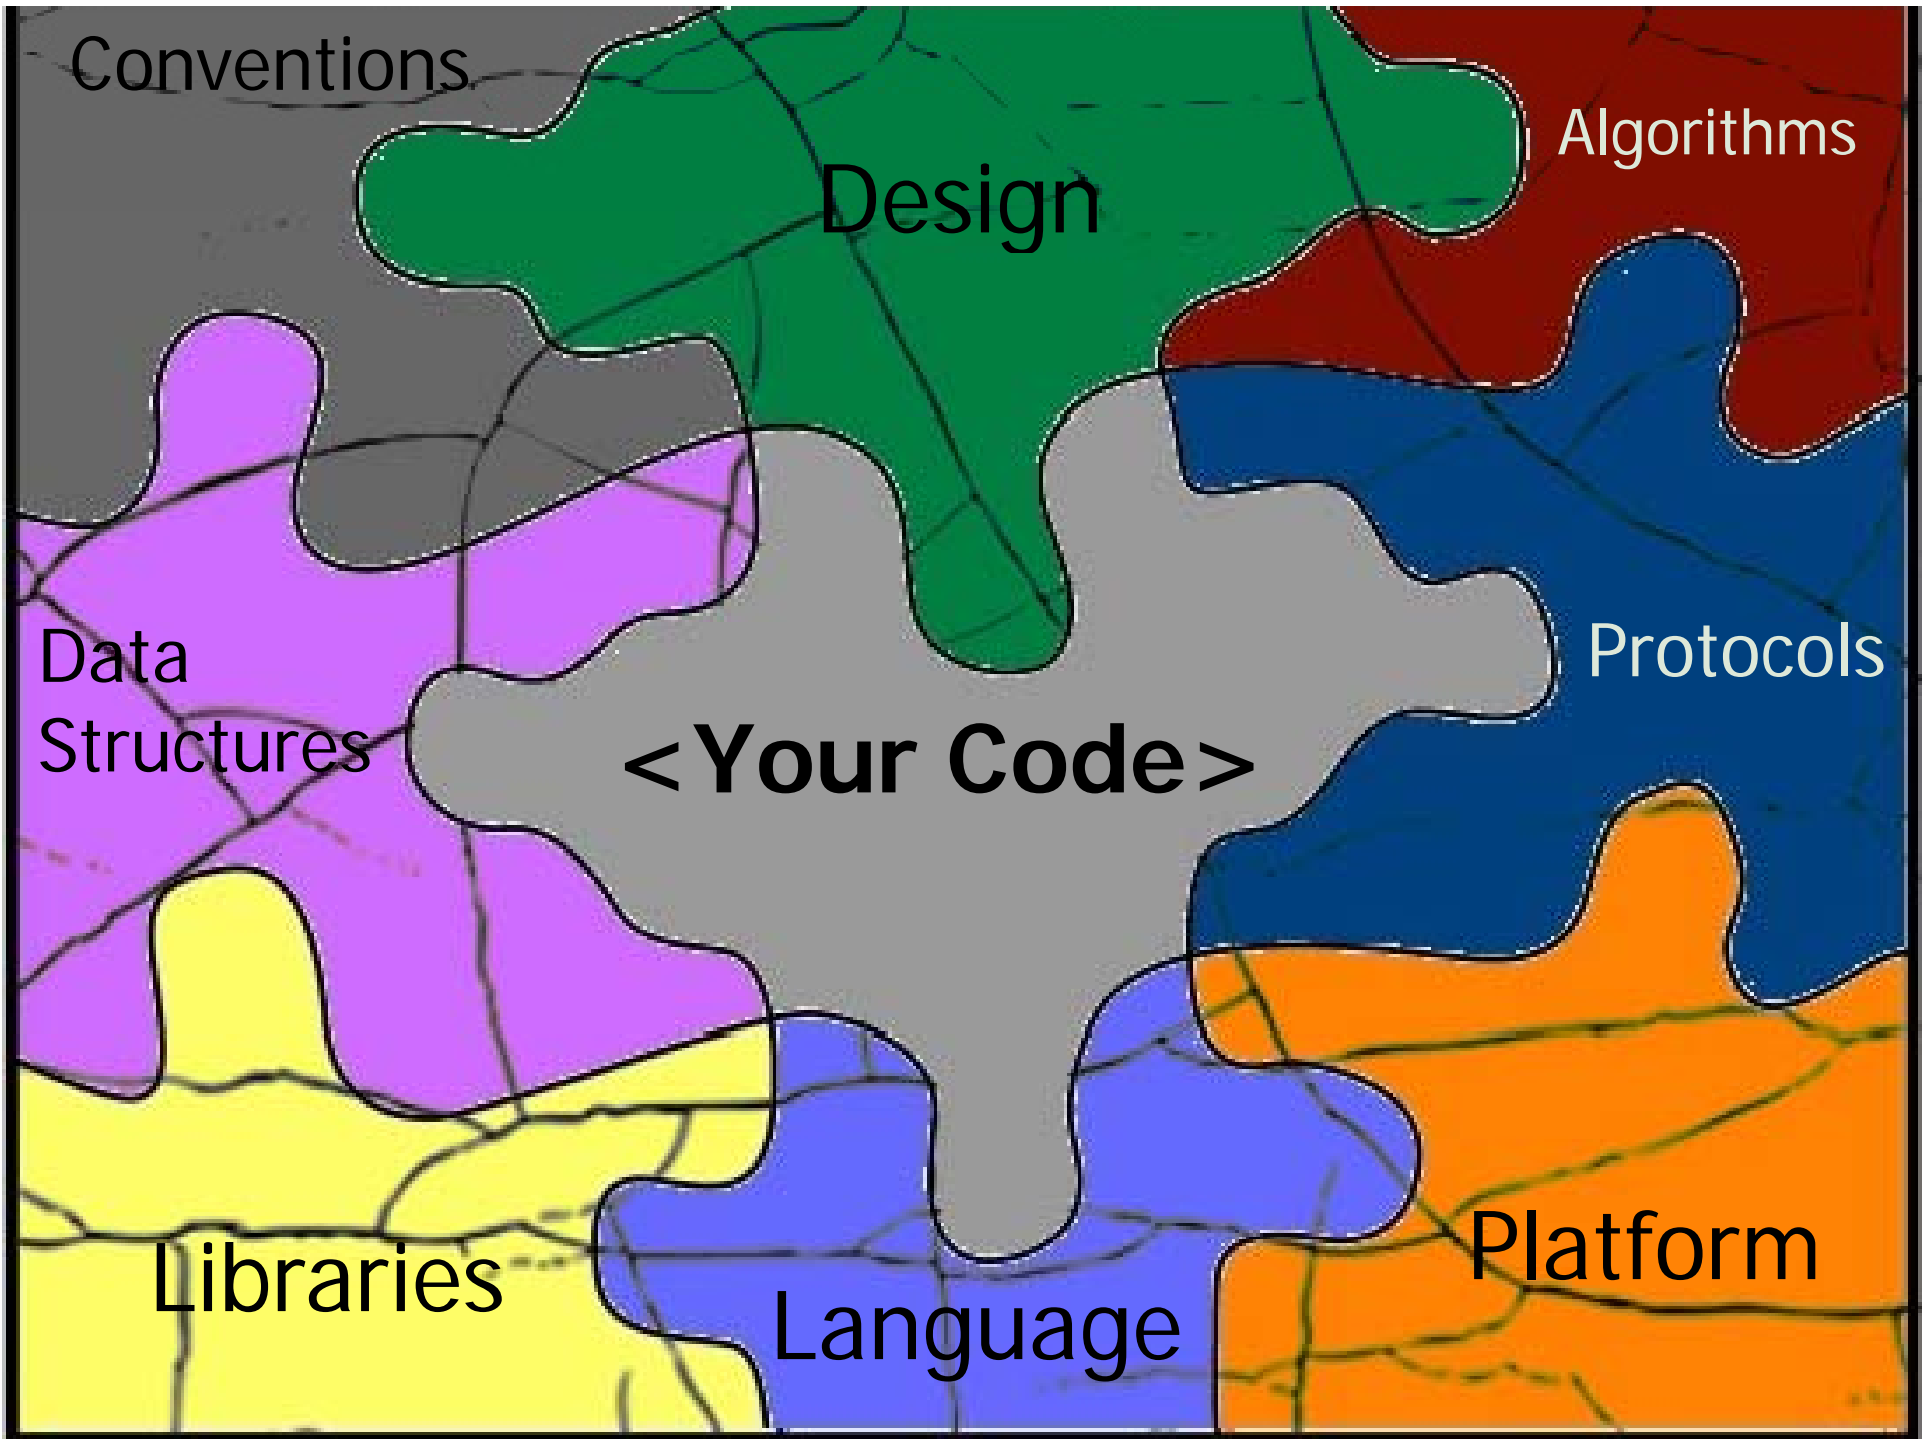 Conventions
Algorithms
Design
Data
Structures
Protocols
<Your Code>
Libraries
Platform
Language